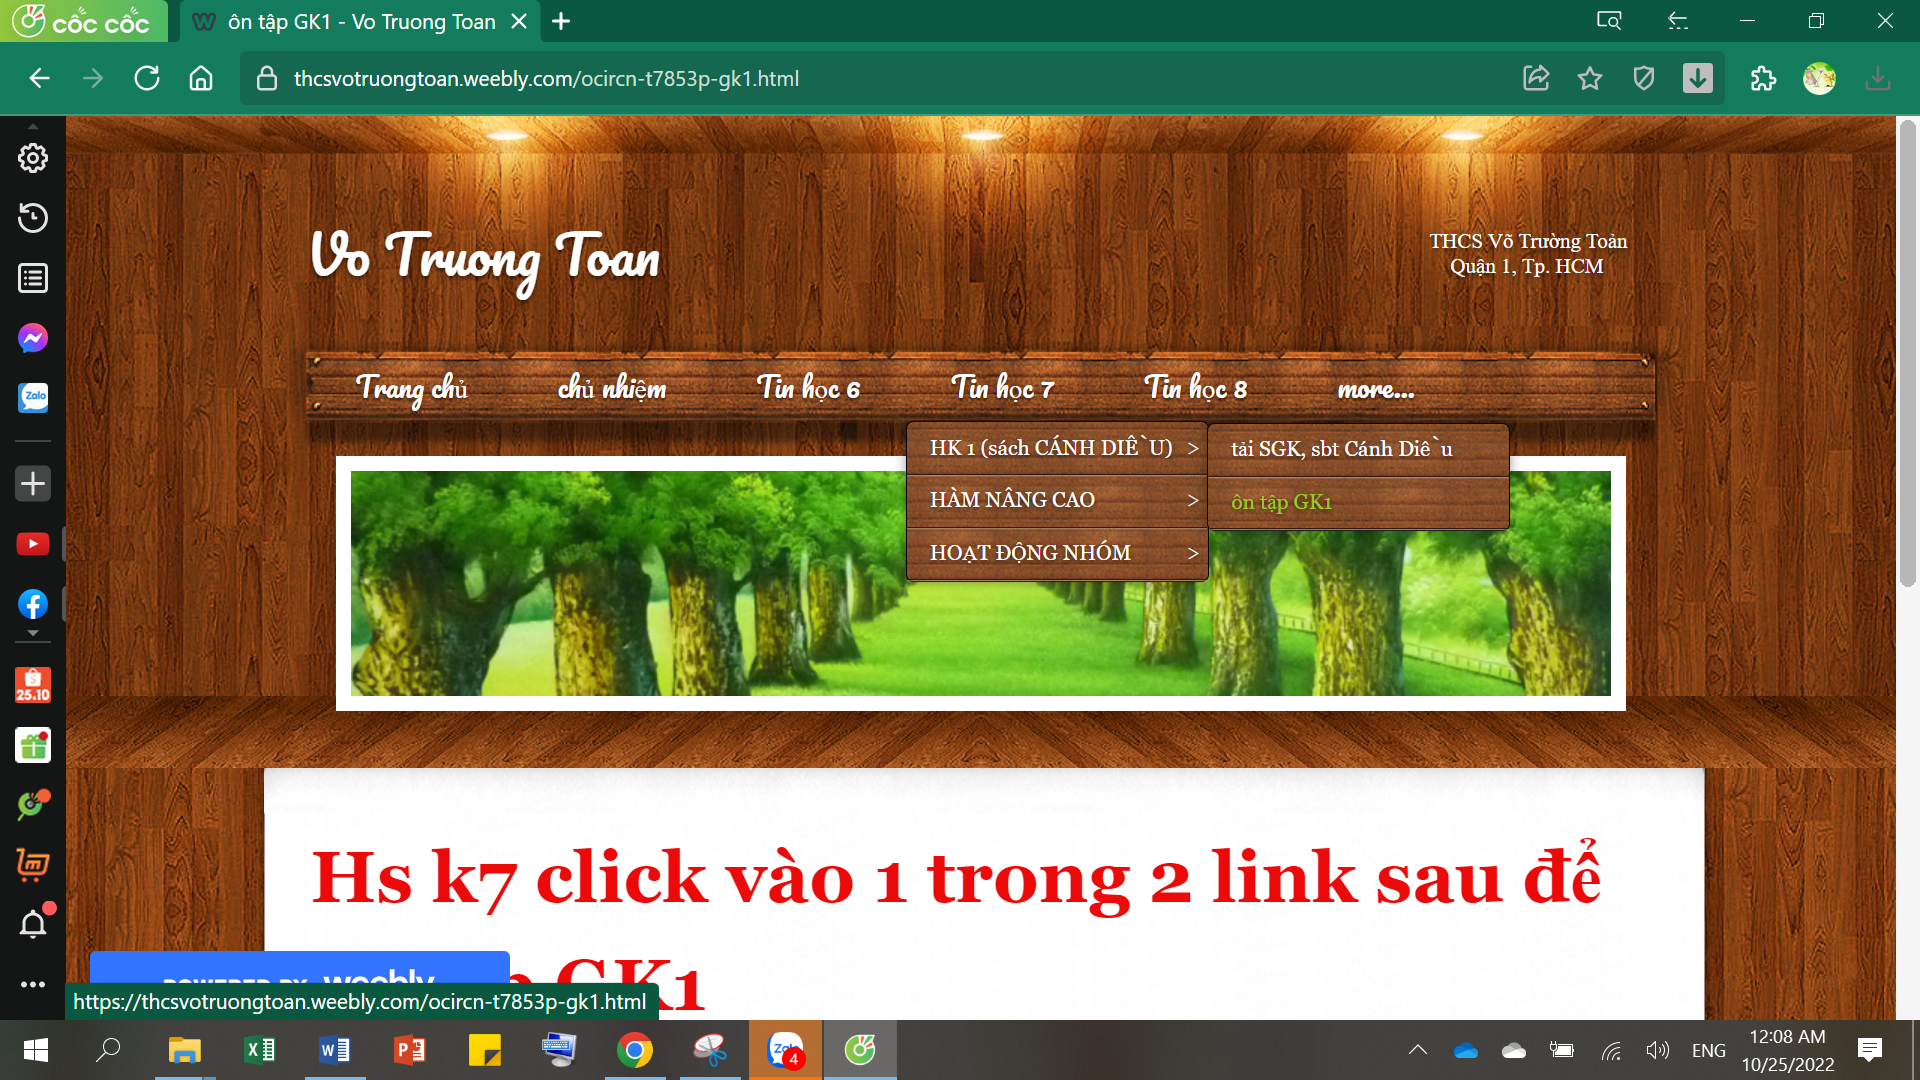 cốc cốc
ôn tập GK1 - Vo Truong Toan
thcsvotruongtoan.weebly.com/ocircn-t7853p-gk1.html
Vo Truong Toan
THCS Võ Trường Toản
Quận 1, Tp. HCM
Trang chủ
chủ nhiệm
Tin học 6
Tin học 7
Tin học 8
more...
HK 1 (sách CÁNH DIỀU) >
HÀM NÂNG CAO >
HOẠT ĐỘNG NHÓM >
tải SGK, sbt Cánh Diều
ôn tập GK1
Zalo
25.10
Hs k7 click vào 1 trong 2 link sau để
GK1
POWERED BY weebly
https://thcsvotruongtoan.weebly.com/ocircn-t7853p-gk1.html
4
ENG
12:08 AM
10/25/2022